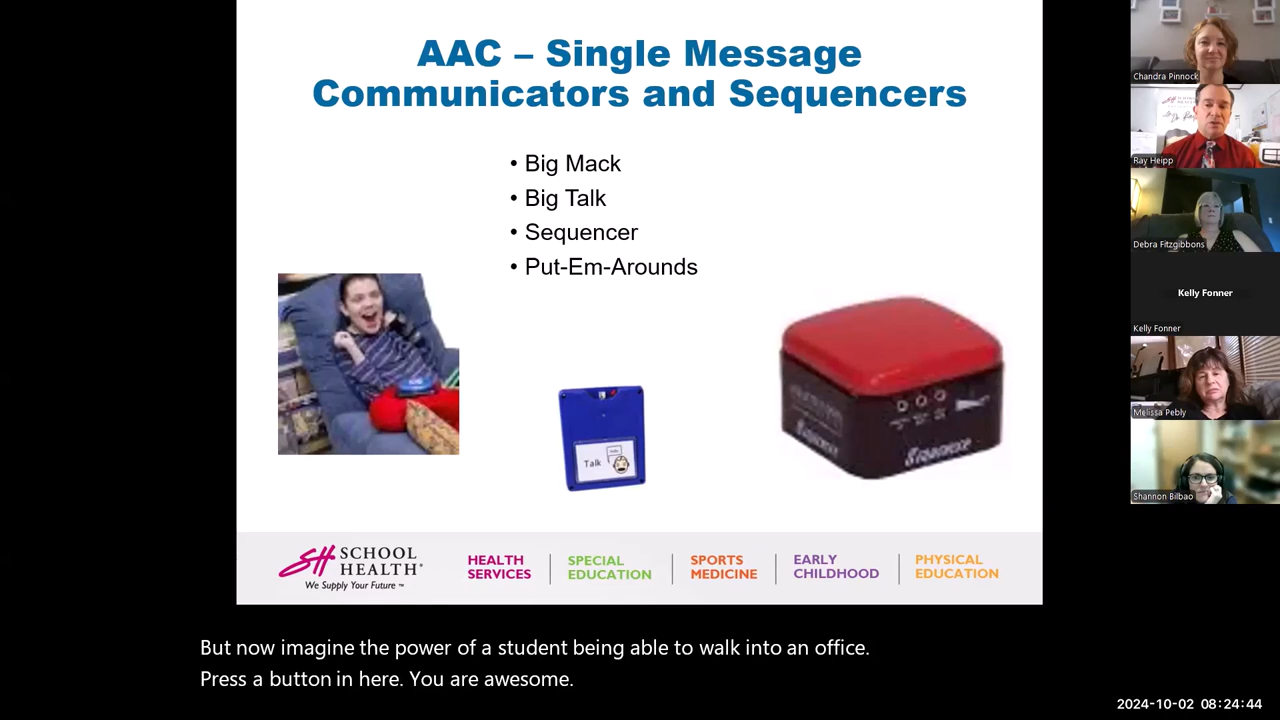 AAC – Single Message
Communicators and Sequencers
• Big Mack
• Big Talk
• Sequencer
• Put-Em-Arounds
Talk
SH SCHOOL
HEALTH®
We Supply Your Future ™
HEALTH
SERVICES
SPECIAL
EDUCATION
SPORTS
MEDICINE
EARLY
CHILDHOOD
PHYSICAL
EDUCATION
But now imagine the power of a student being able to walk into an office.
Press a button in here. You are awesome.
Chandra Pinnock
Ray Heipp
Debra Fitzgibbons
Kelly Fonner
Kelly Fonner
Melissa Pebly
Shannon Bilbao
2024-10-02 08:24:44